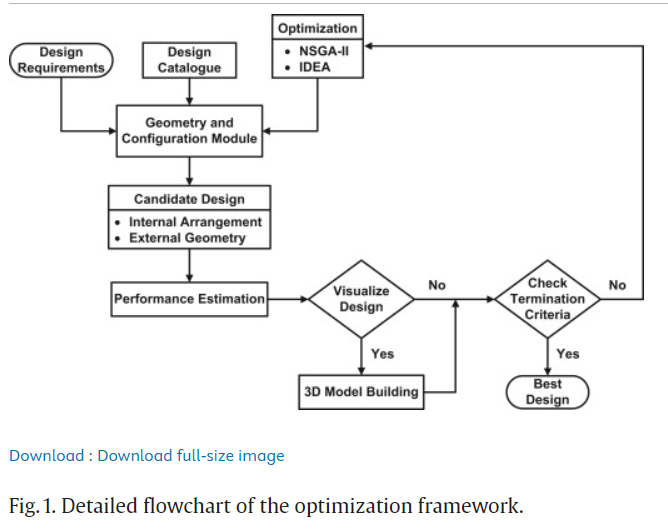 Design
Requirements
Design
Catalogue
Optimization
• NSGA-II
• IDEA
Geometry and
Configuration Module
Candidate Design
• Internal Arrangement
• External Geometry
Performance Estimation
Visualize
Design
No
Yes
3D Model Building
Check
Termination
Criteria
No
Yes
Best
Design
Download : Download full-size image
Fig. 1. Detailed flowchart of the optimization framework.